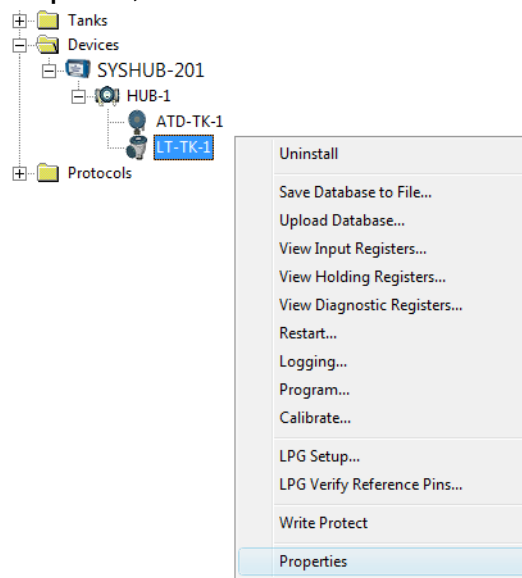 Tanks
Devices
SYSHUB-201
HUB-1
ATD-TK-1
LT-TK-1
Protocols
Uninstall
Save Database to File...
Upload Database...
View Input Registers...
View Holding Registers...
View Diagnostic Registers...
Restart...
Logging...
Program...
Calibrate...
LPG Setup...
LPG Verify Reference Pins...
Write Protect
Properties